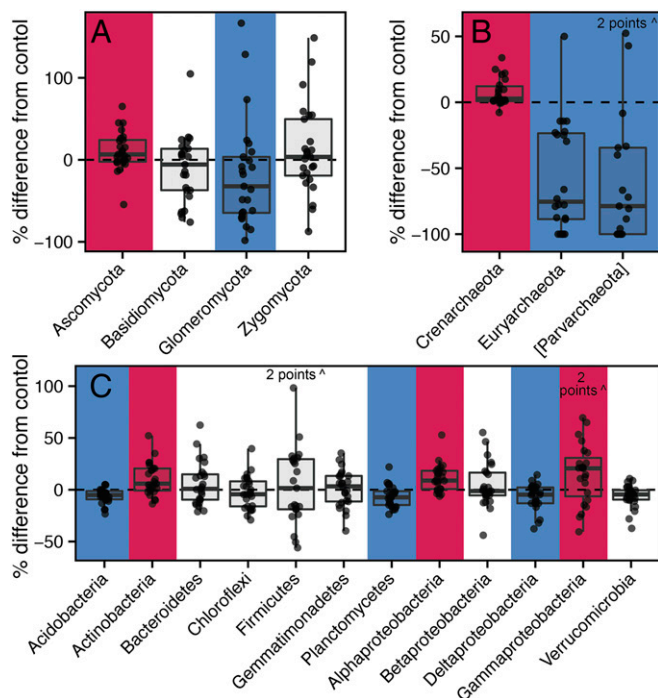 A
% difference from contol
100
0
−100
Ascomycota
Basidiomycota
Glomeromycota
Zygomycota
B
2 points ^
% difference from contol
50
0
−50
−100
Crenarchaeota
Euryarchaeota
[Parvarchaeota]
C
2 points ^
2
points ^
% difference from contol
100
50
0
−50
Acidobacteria
Actinobacteria
Bacteroidetes
Chloroflexi
Firmicutes
Gemmatimonadetes
Planctomycetes
Alphaproteobacteria
Betaproteobacteria
Deltaproteobacteria
Gammaproteobacteria
Verrucomicrobia